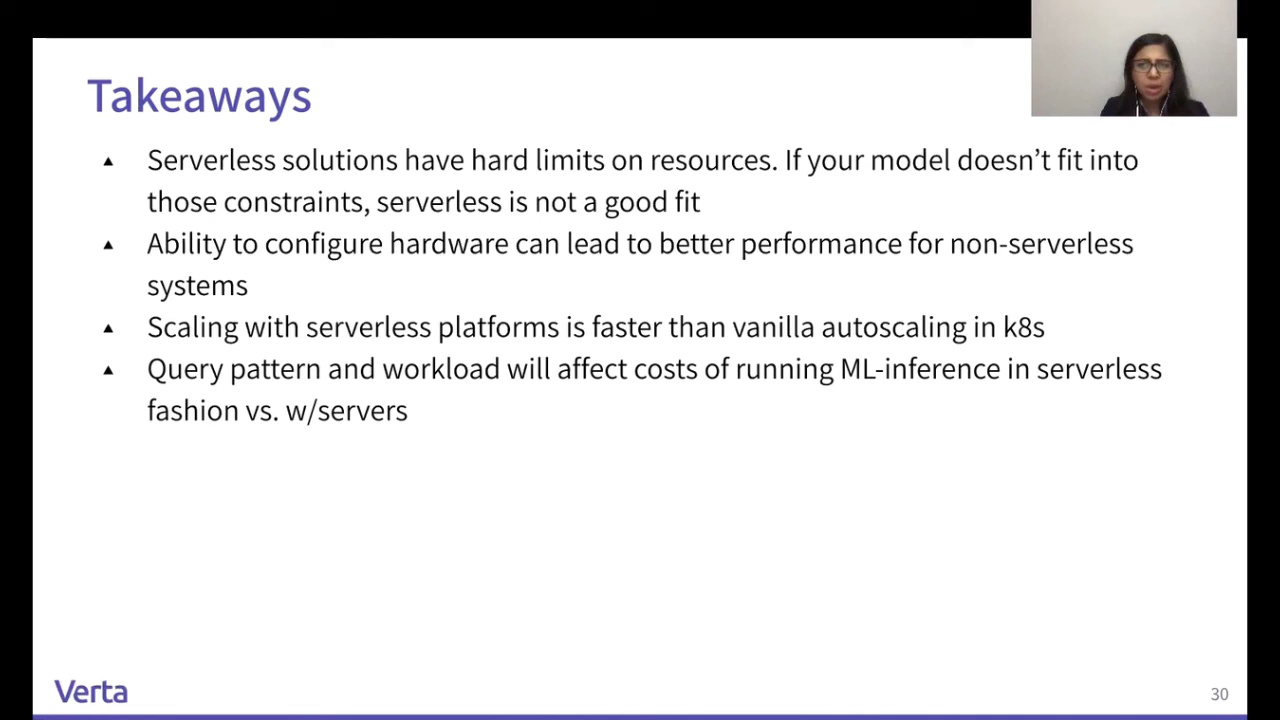 Takeaways
▲ Serverless solutions have hard limits on resources. If your model doesn’t fit into
those constraints, serverless is not a good fit
▲ Ability to configure hardware can lead to better performance for non-serverless
systems
▲ Scaling with serverless platforms is faster than vanilla autoscaling in k8s
▲ Query pattern and workload will affect costs of running ML-inference in serverless
fashion vs. w/servers
Verta
30